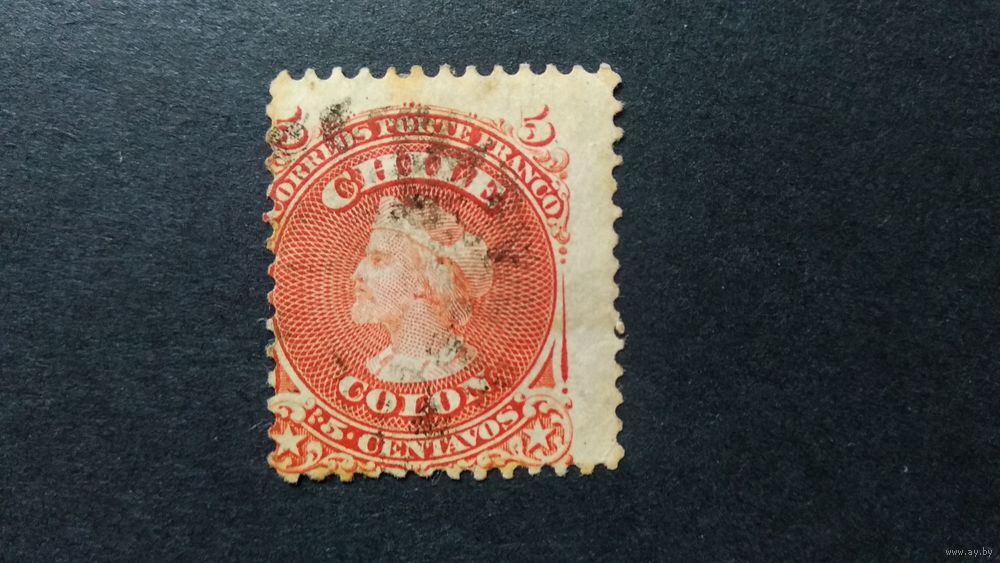 5 5
CORREOS PORTE FRANCO
CHILE
COLON
5 CENTAVOS
www.ay.by